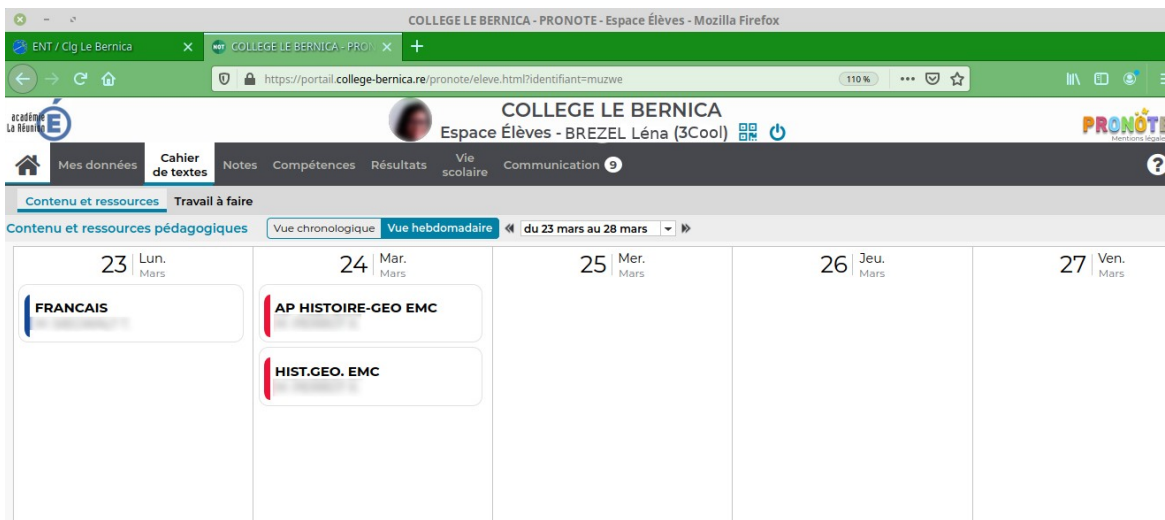 COLLEGE LE BERNICA - PRONOTE - Espace Élèves - Mozilla Firefox
ENT / Clg Le Bernica
COLLEGE LE BERNICA - PRON
https://portail.college-bernica.re/pronote/eleve.html?identifiant=muzwe
110 %
académie
La Réunion
COLLEGE LE BERNICA
Espace Élèves - BREZEL Léna (3Cool)
PRONOTE
Mentions légales
Mes données
Cahier
de textes
Notes
Compétences
Résultats
Vie
scolaire
Communication 9
?
Contenu et ressources
Travail à faire
Contenu et ressources pédagogiques
Vue chronologique
Vue hebdomadaire
du 23 mars au 28 mars
23 Lun.
Mars
24 Mar.
Mars
25 Mer.
Mars
26 Jeu.
Mars
27 Ven.
Mars
FRANCAIS
AP HISTOIRE-GEO EMC
HIST.GEO. EMC